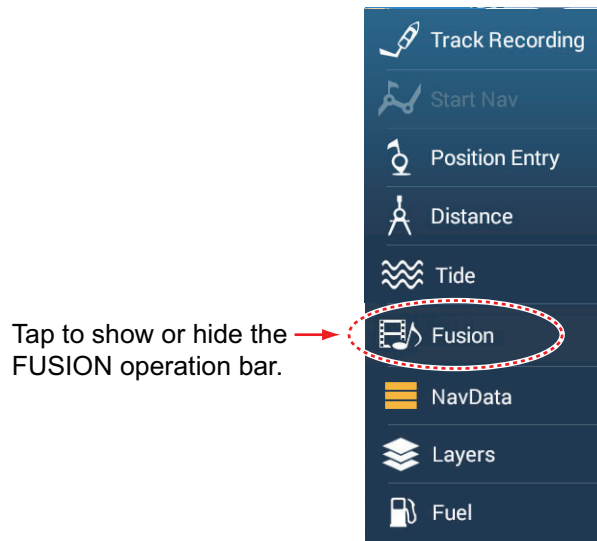 Track Recording
Start Nav
Position Entry
Distance
Tide
Tap to show or hide the
FUSION operation bar.
Fusion
NavData
Layers
Fuel